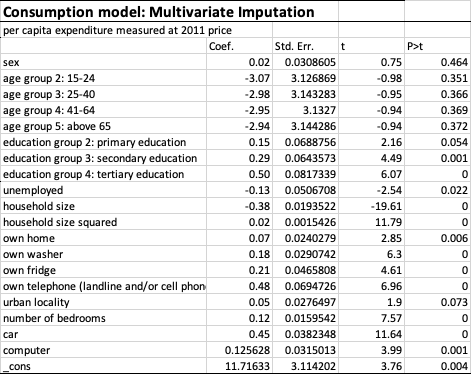 Consumption model: Multivariate Imputation
per capita expenditure measured at 2011 price
Coef. Std. Err. t P>t
sex 0.02 0.0308605 0.75 0.464
age group 2: 15-24 -3.07 3.126869 -0.98 0.351
age group 3: 25-40 -2.98 3.143283 -0.95 0.366
age group 4: 41-64 -2.95 3.1327 -0.94 0.369
age group 5: above 65 -2.94 3.144286 -0.94 0.372
education group 2: primary education 0.15 0.0688756 2.16 0.054
education group 3: secondary education 0.29 0.0643573 4.49 0.001
education group 4: tertiary education 0.50 0.0817339 6.07 0
unemployed -0.13 0.0506708 -2.54 0.022
household size -0.38 0.0193522 -19.61 0
household size squared 0.02 0.0015426 11.79 0
own home 0.07 0.0240279 2.85 0.006
own washer 0.18 0.0290742 6.3 0
own fridge 0.21 0.0465808 4.61 0
own telephone (landline and/or cell phon 0.48 0.0694726 6.96 0
urban locality 0.05 0.0276497 1.9 0.073
number of bedrooms 0.12 0.0159542 7.57 0
car 0.45 0.0382348 11.64 0
computer 0.125628 0.0315013 3.99 0.001
_cons 11.71633 3.114202 3.76 0.004